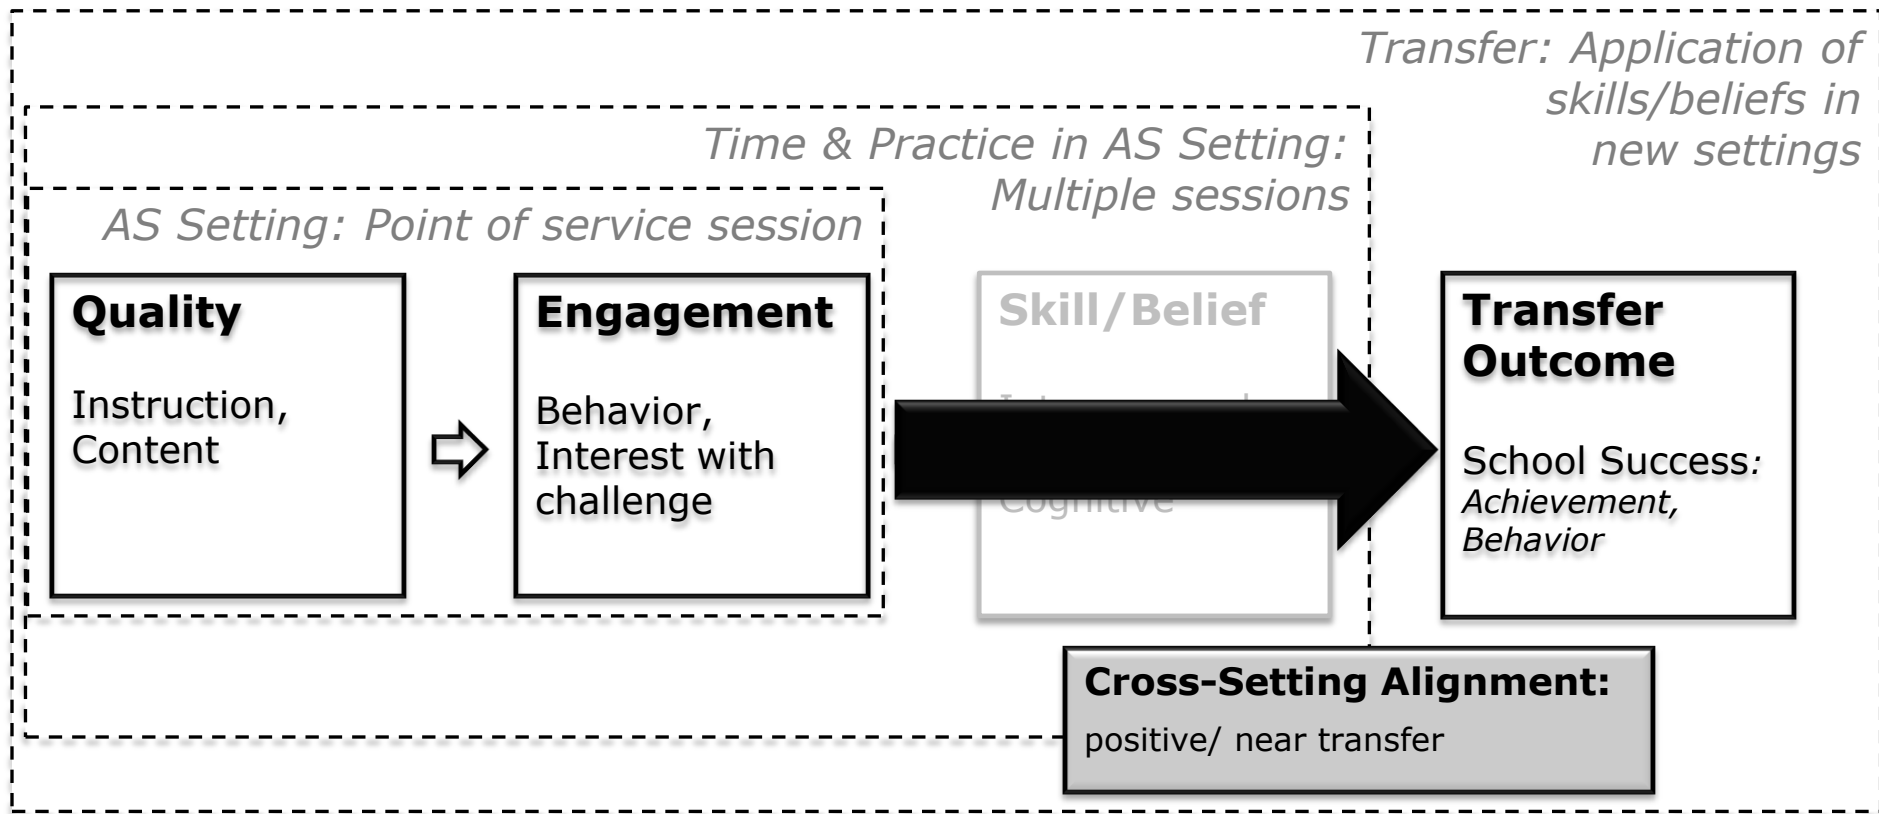 Transfer: Application of
skills/beliefs in
new settings
Time & Practice in AS Setting:
Multiple sessions
AS Setting: Point of service session
Quality
Instruction,
Content
Engagement
Behavior,
Interest with
challenge
Skill/Belief
Cognitive
Transfer
Outcome
School Success:
Achievement,
Behavior
Cross-Setting Alignment:
positive/ near transfer